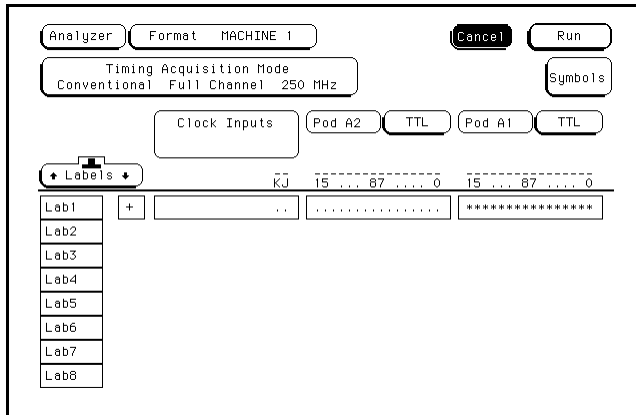 Analyzer Format MACHINE 1 Cancel Run
Timing Acquisition Mode
Conventional Full Channel 250 MHz
Symbols
Clock Inputs Pod A2 TTL Pod A1 TTL
↑ Labels ↓
KJ 15 ... 87 .... 0 15 ... 87 .... 0
Lab1 + .. ................ ****************
Lab2
Lab3
Lab4
Lab5
Lab6
Lab7
Lab8